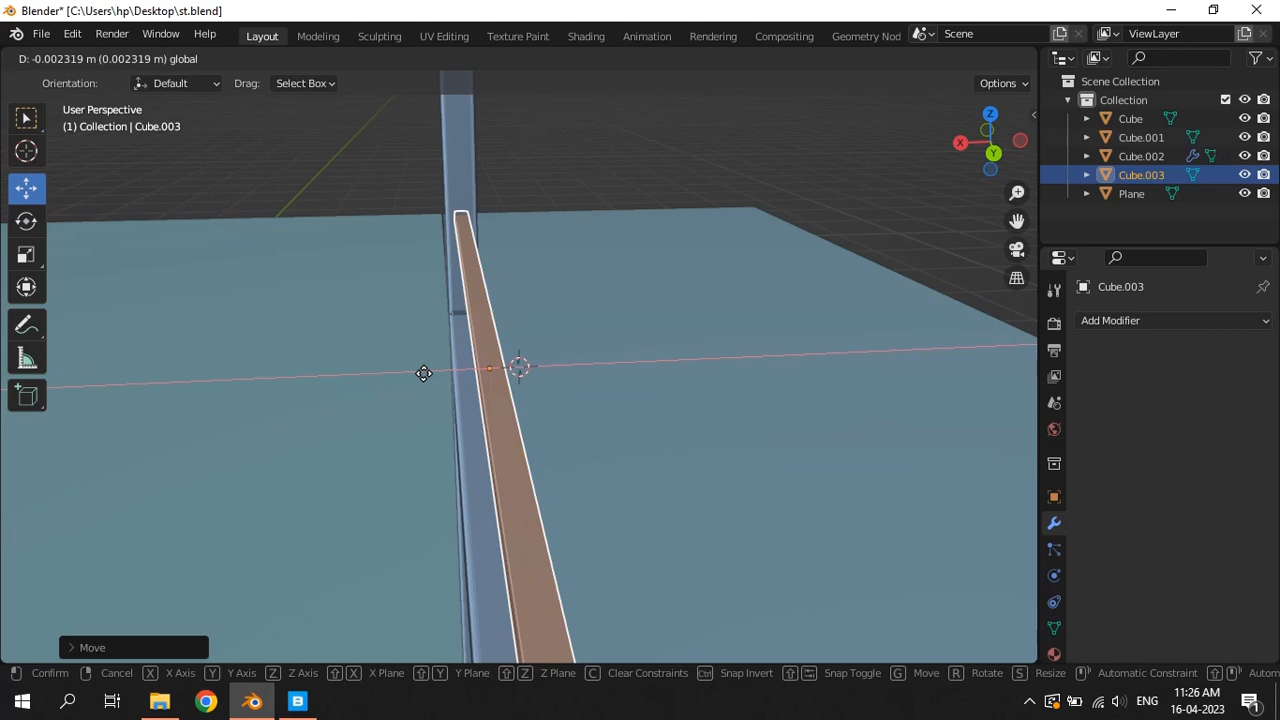 Blender* [C:\Users\hp\Desktop\st.blend]
File Edit Render Window Help Layout Modeling Sculpting UV Editing Texture Paint Shading Animation Rendering Compositing Geometry Nod Scene ViewLayer
D: -0.002319 m (0.002319 m) global
Orientation: Default Drag: Select Box Options
User Perspective
(1) Collection | Cube.003
Z
X
Y
Scene Collection
Collection
Cube
Cube.001
Cube.002
Cube.003
Plane
Cube.003
Add Modifier
Move
Confirm Cancel X X Axis Y Y Axis Z Z Axis X X Plane Y Y Plane Z Z Plane C Clear Constraints Ctrl Snap Invert Snap Toggle G Move R Rotate S Resize Automatic Constraint Autom
ENG
11:26 AM
16-04-2023
1